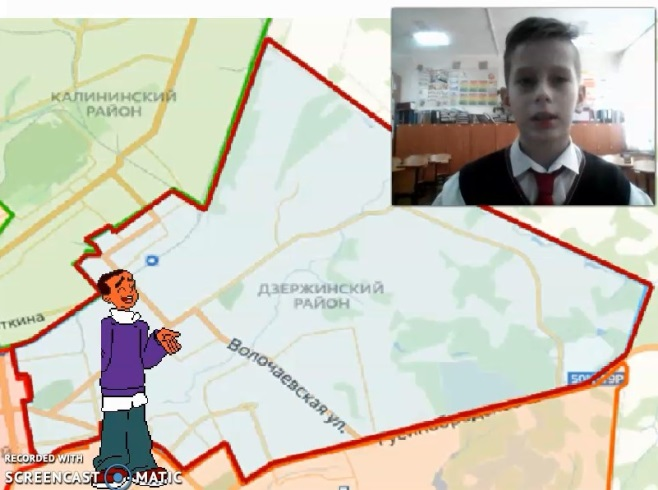 КАЛИНИНСКИЙ
РАЙОН
ДЗЕРЖИНСКИЙ
РАЙОН
Волочаевская ул.
RECORDED WITH
SCREENCAST MATIC